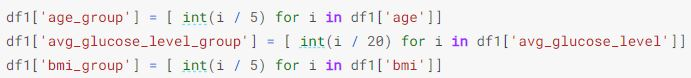 df1['age_group'] = [ int(i / 5) for i in df1['age']]
df1['avg_glucose_level_group'] = [ int(i / 20) for i in df1['avg_glucose_level']]
df1['bmi_group'] = [ int(i / 5) for i in df1['bmi']]